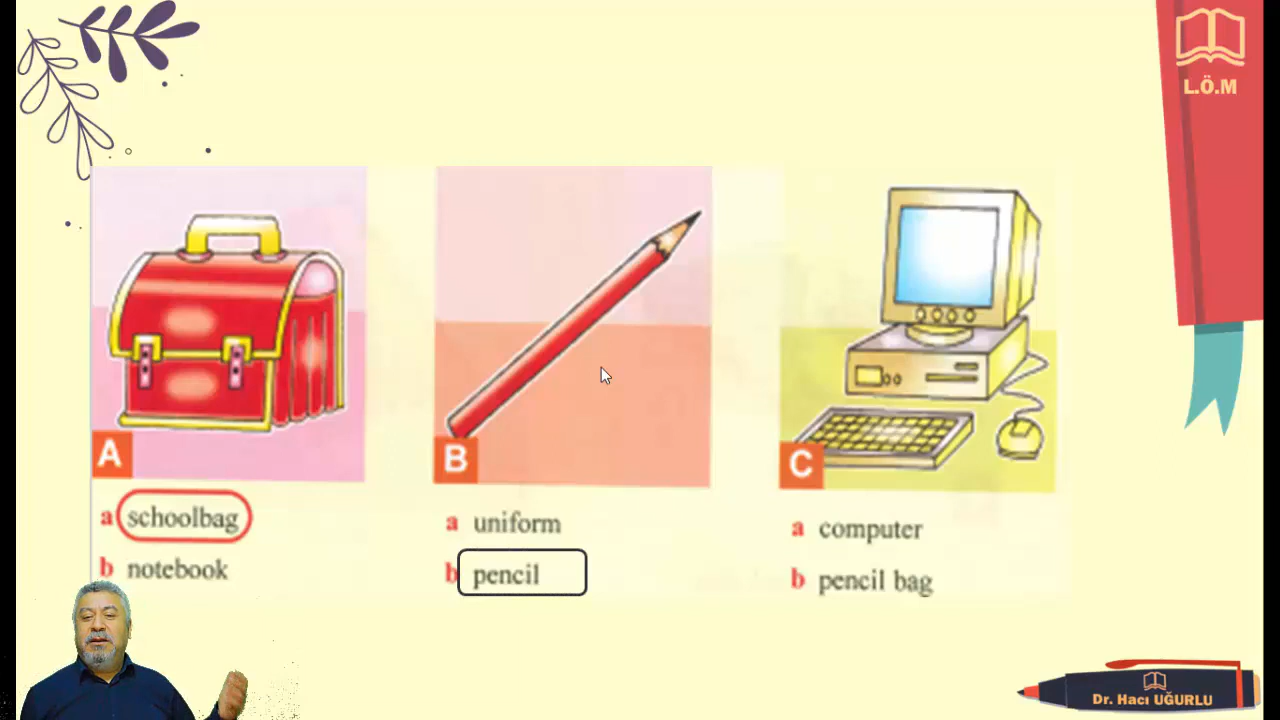 L.Ö.M
A
a schoolbag
b notebook
B
a uniform
b pencil
C
a computer
b pencil bag
Dr. Hacı UĞURLU